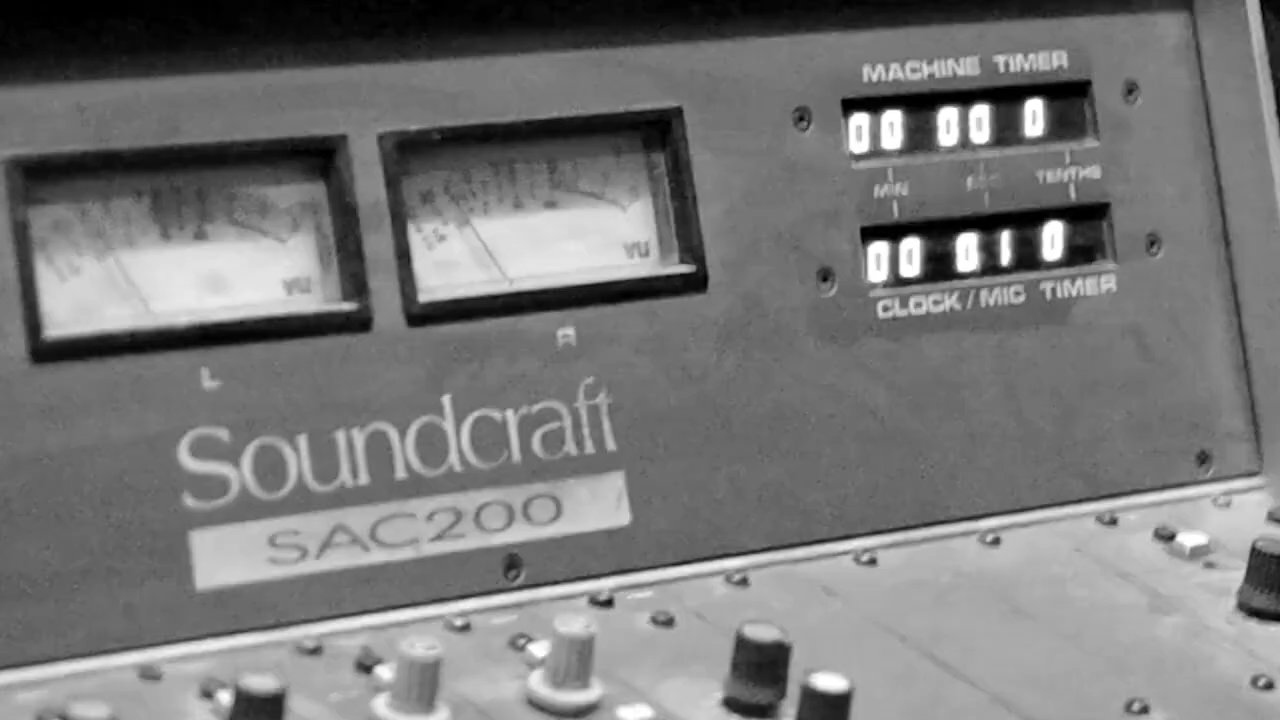 MACHINE TIMER
00 00 0
MIN SEC TENTHS
00 01 0
CLOCK/MIC TIMER
VU
VU
L
R
Soundcraft
SAC200